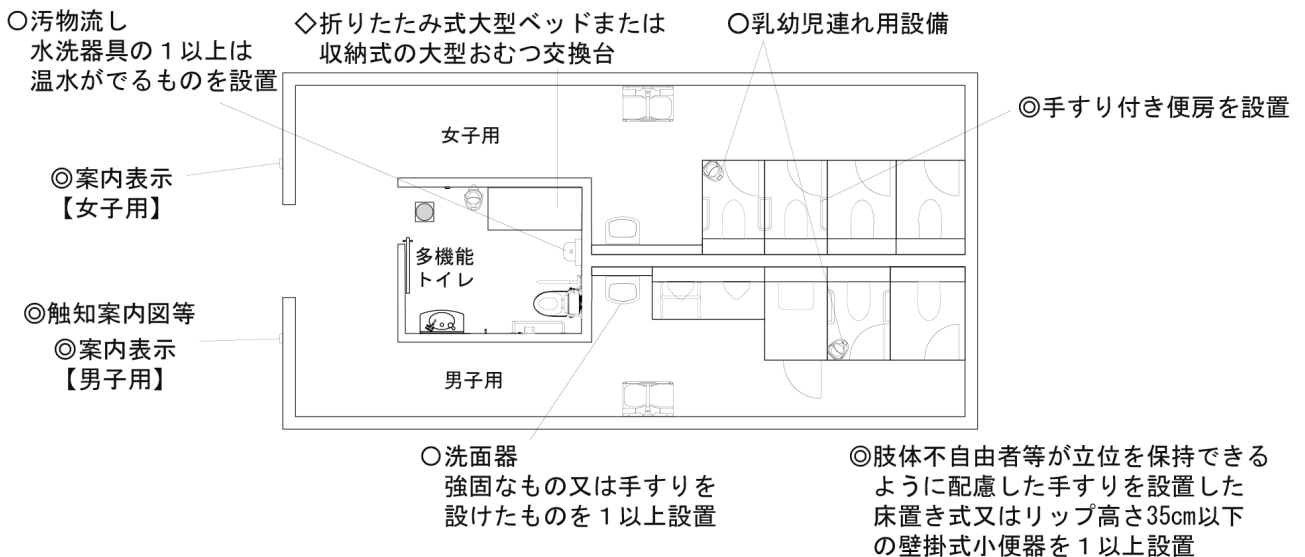 ○汚物流し
水洗器具の１以上は
温水がでるものを設置
◇折りたたみ式大型ベッドまたは
収納式の大型おむつ交換台
○乳幼児連れ用設備
◎手すり付き便房を設置
女子用
◎案内表示
【女子用】
多機能
トイレ
◎触知案内図等
◎案内表示
【男子用】
男子用
○洗面器
強固なもの又は手すりを
設けたものを１以上設置
◎肢体不自由者等が立位を保持できる
ように配慮した手すりを設置した
床置き式又はリップ高さ35cm以下
の壁掛式小便器を１以上設置